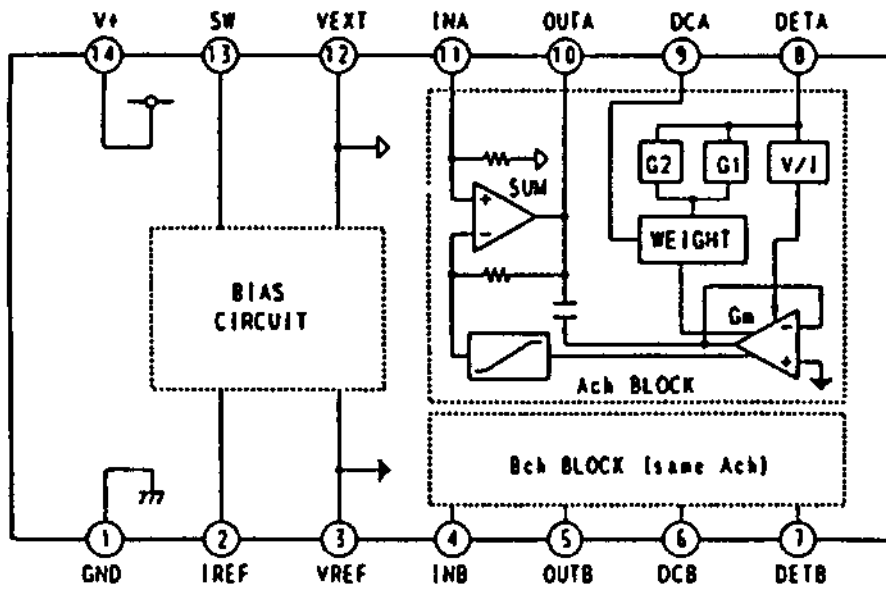 V+ SW VEXT INA OUTA DCA DETA
14 13 12 11 10 9 8
G2 G1 V/I
SUM
+
WEIGHT
-
BIAS
CIRCUIT
Gm
-
+
Ach BLOCK
Bch BLOCK (same Ach)
1 2 3 4 5 6 7
GND IREF VREF INB OUTB DCB DETB